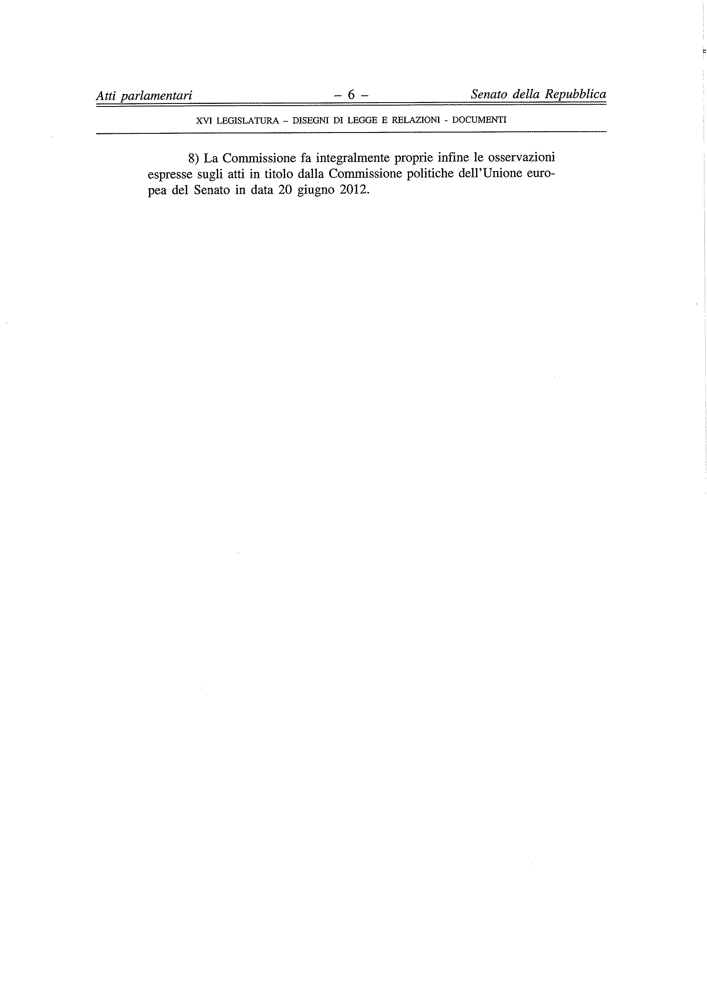 Atti parlamentari – 6 – Senato della Repubblica
XVI LEGISLATURA – DISEGNI DI LEGGE E RELAZIONI - DOCUMENTI
8) La Commissione fa integralmente proprie infine le osservazioni
espresse sugli atti in titolo dalla Commissione politiche dell'Unione euro-
pea del Senato in data 20 giugno 2012.